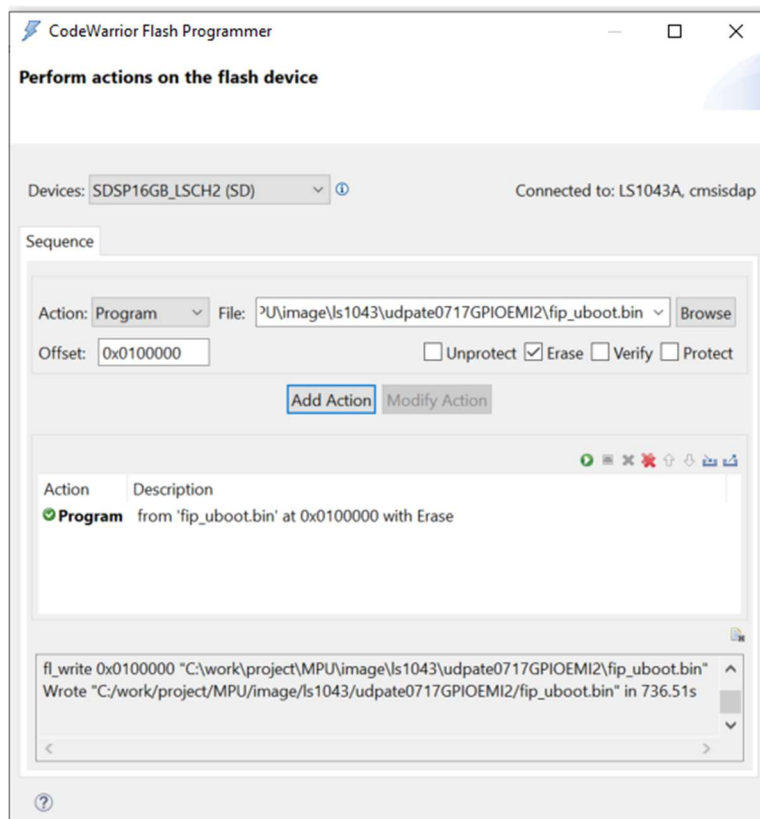 CodeWarrior Flash Programmer
Perform actions on the flash device
Devices: SDSP16GB_LSCH2 (SD) Connected to: LS1043A, cmsisdap
Sequence
Action: Program File: PU\image\ls1043\udpate0717GPIOEMI2\fip_uboot.bin Browse
Offset: 0x0100000 Unprotect Erase Verify Protect
Add Action Modify Action
Action Description
Program from 'fip_uboot.bin' at 0x0100000 with Erase
fl_write 0x0100000 "C:\work\project\MPU\image\ls1043\udpate0717GPIOEMI2\fip_uboot.bin"
Wrote "C:/work/project/MPU/image/ls1043/udpate0717GPIOEMI2/fip_uboot.bin" in 736.51s